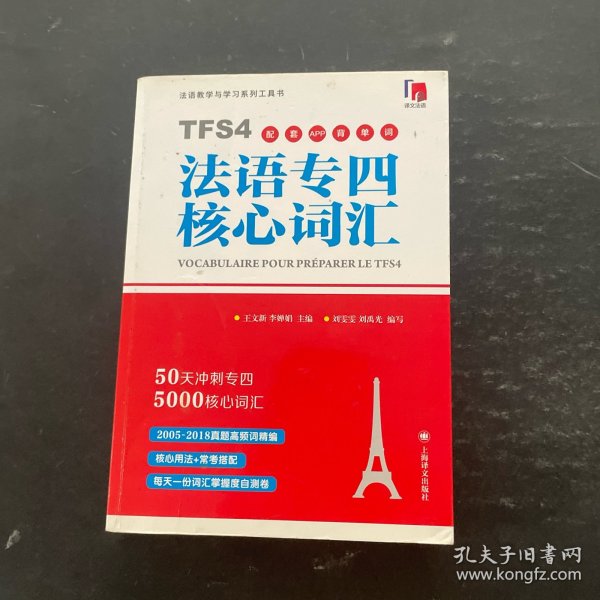 法语教学与学习系列工具书
译文法语
TFS4 配套APP背单词
法语专四
核心词汇
VOCABULAIRE POUR PRÉPARER LE TFS4
王文新 李婵娟 主编 刘雯雯 刘禹光 编写
50天冲刺专四
5000核心词汇
2005-2018真题高频词精编
核心用法+常考搭配
每天一份词汇掌握度自测卷
上海译文出版社
孔夫子旧书网
www.kongfz.com